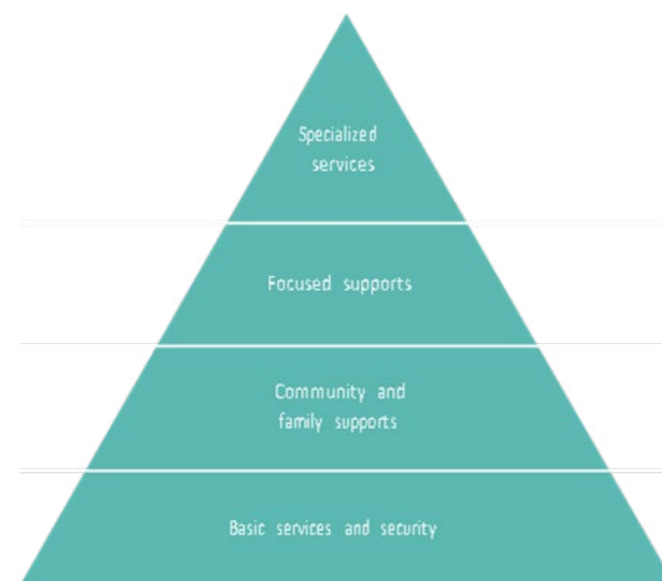 Specialized
services
Focused supports
Community and
family supports
Basic services and security